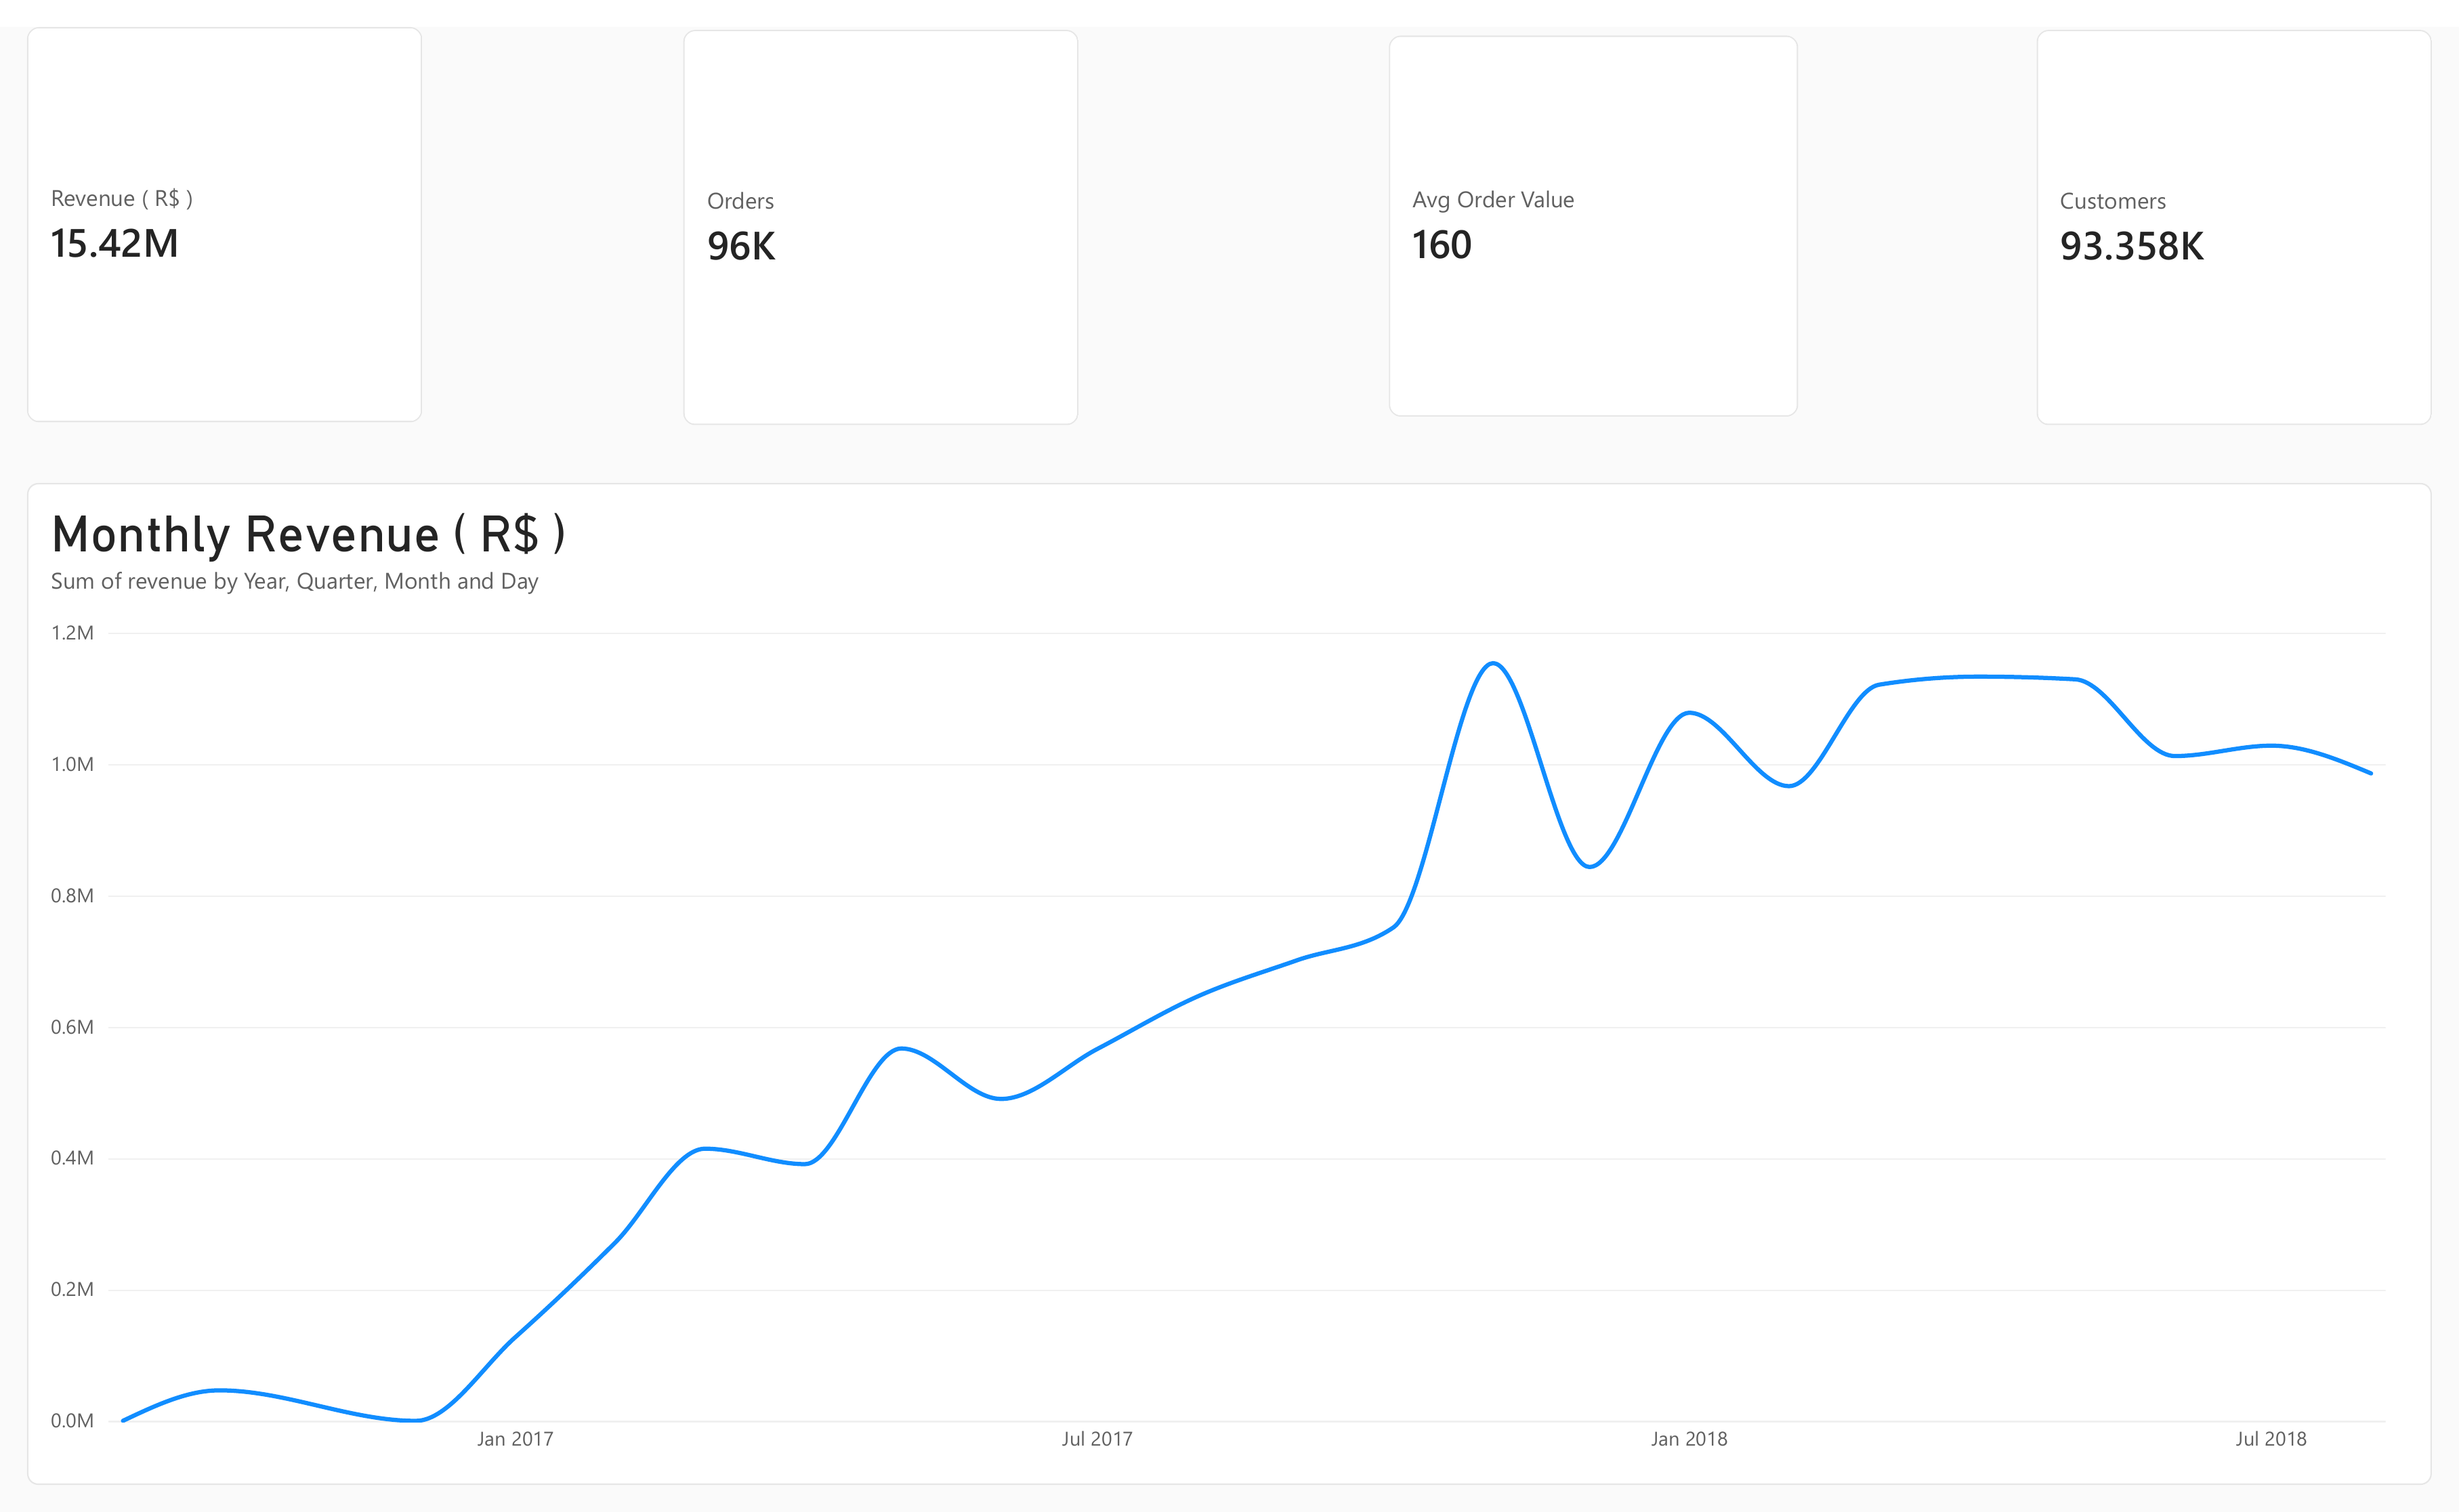 Revenue ( R$ )
15.42M
Orders
96K
Avg Order Value
160
Customers
93.358K
Monthly Revenue ( R$ )
Sum of revenue by Year, Quarter, Month and Day
1.2M
1.0M
0.8M
0.6M
0.4M
0.2M
0.0M
Jan 2017
Jul 2017
Jan 2018
Jul 2018